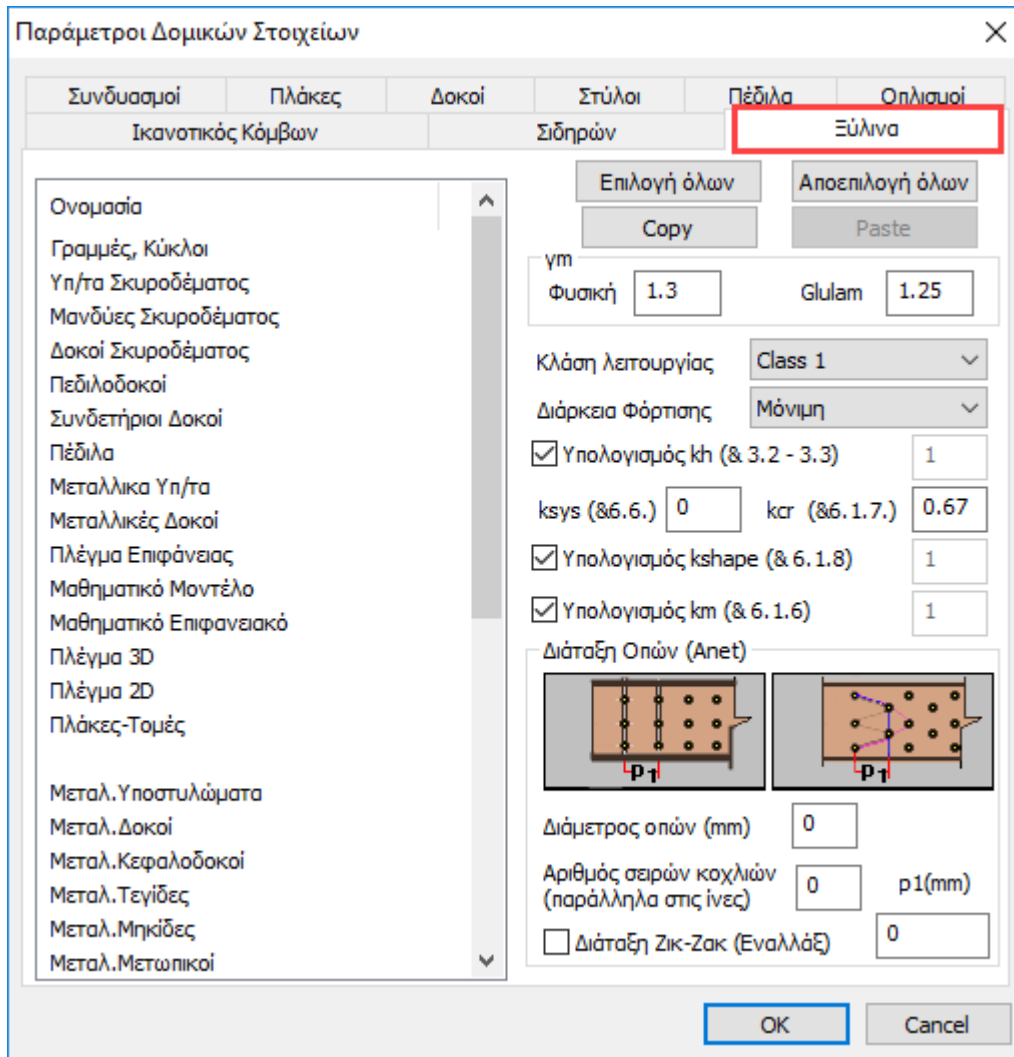 Παράμετροι Δομικών Στοιχείων
Συνδυασμοί Πλάκες Δοκοί Στύλοι Πέδιλα Οπλισμοί
Ικανοτικός Κόμβων Σιδηρών Ξύλινα
Ονομασία
Γραμμές, Κύκλοι
Υπ/τα Σκυροδέματος
Μανδύες Σκυροδέματος
Δοκοί Σκυροδέματος
Πεδιλοδοκοί
Συνδετήριοι Δοκοί
Πέδιλα
Μεταλλικα Υπ/τα
Μεταλλικές Δοκοί
Πλέγμα Επιφάνειας
Μαθηματικό Μοντέλο
Μαθηματικό Επιφανειακό
Πλέγμα 3D
Πλέγμα 2D
Πλάκες-Τομές
Μεταλ.Υποστυλώματα
Μεταλ.Δοκοί
Μεταλ.Κεφαλοδοκοί
Μεταλ.Τεγίδες
Μεταλ.Μηκίδες
Μεταλ.Μετωπικοί
Επιλογή όλων Αποεπιλογή όλων
Copy Paste
γm
Φυσική 1.3 Glulam 1.25
Κλάση λειτουργίας Class 1
Διάρκεια Φόρτισης Μόνιμη
Υπολογισμός kh (& 3.2 - 3.3) 1
ksys (&6.6.) 0 kcr (&6.1.7.) 0.67
Υπολογισμός kshape (& 6.1.8) 1
Υπολογισμός km (& 6.1.6) 1
Διάταξη Οπών (Anet)
p1 p1
Διάμετρος οπών (mm) 0
Αριθμός σειρών κοχλιών
(παράλληλα στις ίνες) 0 p1(mm)
Διάταξη Ζικ-Ζακ (Εναλλάξ) 0
OK Cancel